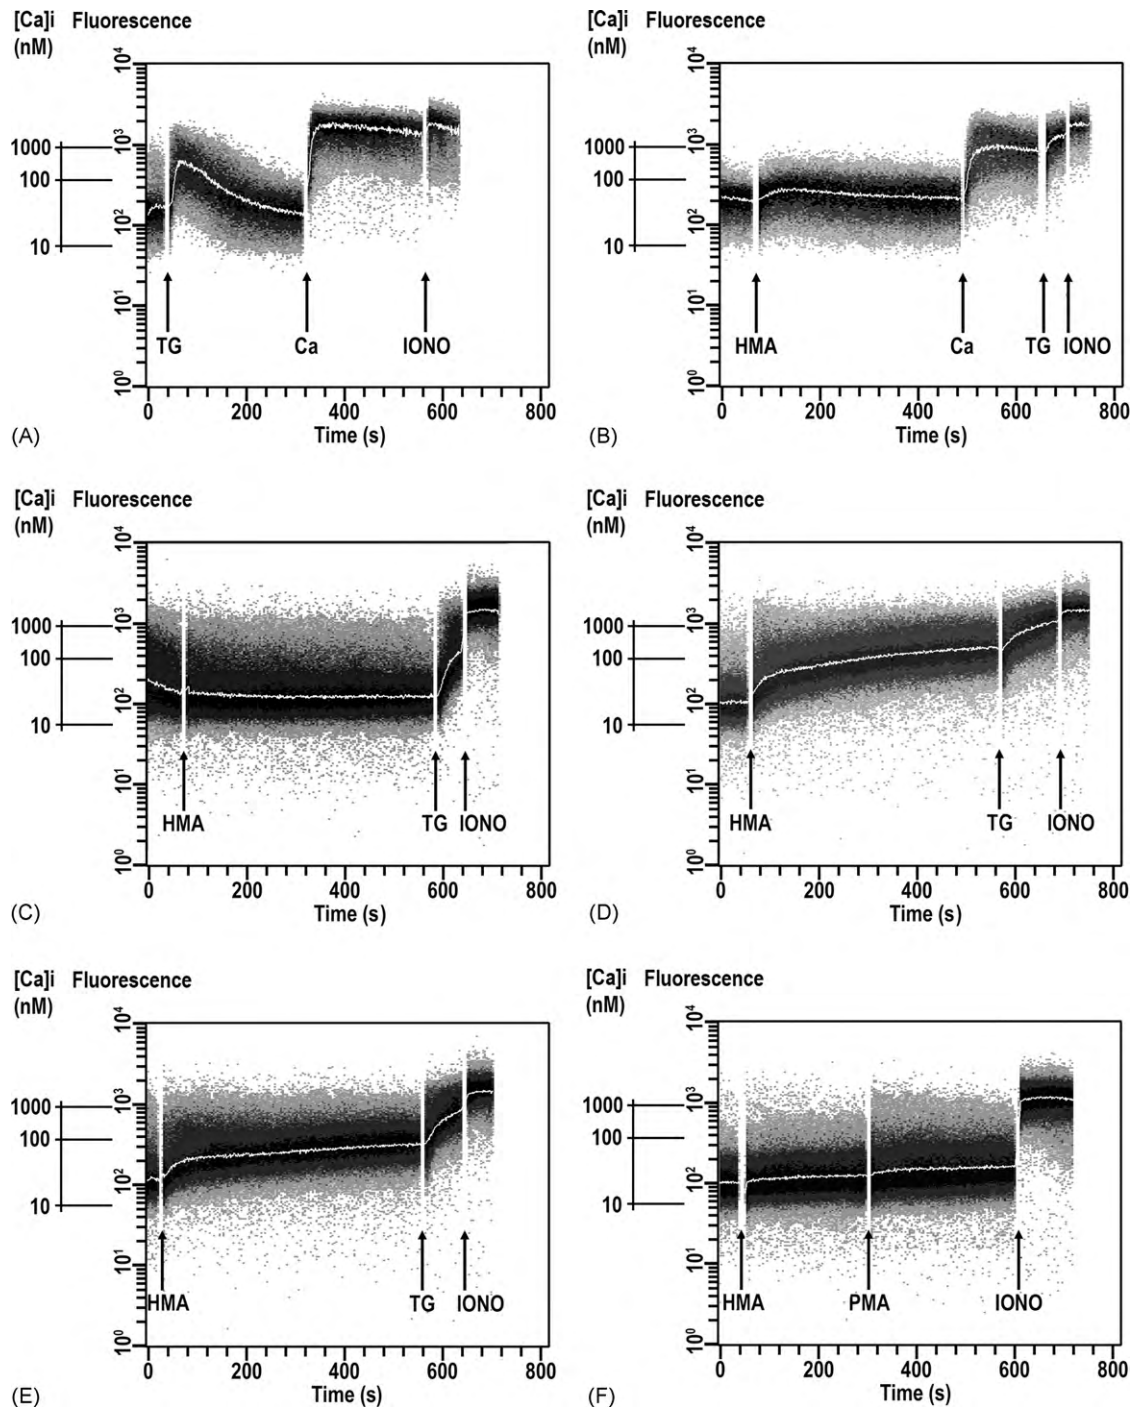 [Ca]i Fluorescence
(nM)
10⁴
10³
10²
10¹
10⁰
1000
100
10
TG Ca IONO
0 200 400 600 800
Time (s)
(A)
[Ca]i Fluorescence
(nM)
10⁴
10³
10²
10¹
10⁰
1000
100
10
HMA Ca TG IONO
0 200 400 600 800
Time (s)
(B)
[Ca]i Fluorescence
(nM)
10⁴
10³
10²
10¹
10⁰
1000
100
10
HMA TG IONO
0 200 400 600 800
Time (s)
(C)
[Ca]i Fluorescence
(nM)
10⁴
10³
10²
10¹
10⁰
1000
100
10
HMA TG IONO
0 200 400 600 800
Time (s)
(D)
[Ca]i Fluorescence
(nM)
10⁴
10³
10²
10¹
10⁰
1000
100
10
HMA TG IONO
0 200 400 600 800
Time (s)
(E)
[Ca]i Fluorescence
(nM)
10⁴
10³
10²
10¹
10⁰
1000
100
10
HMA PMA IONO
0 200 400 600 800
Time (s)
(F)